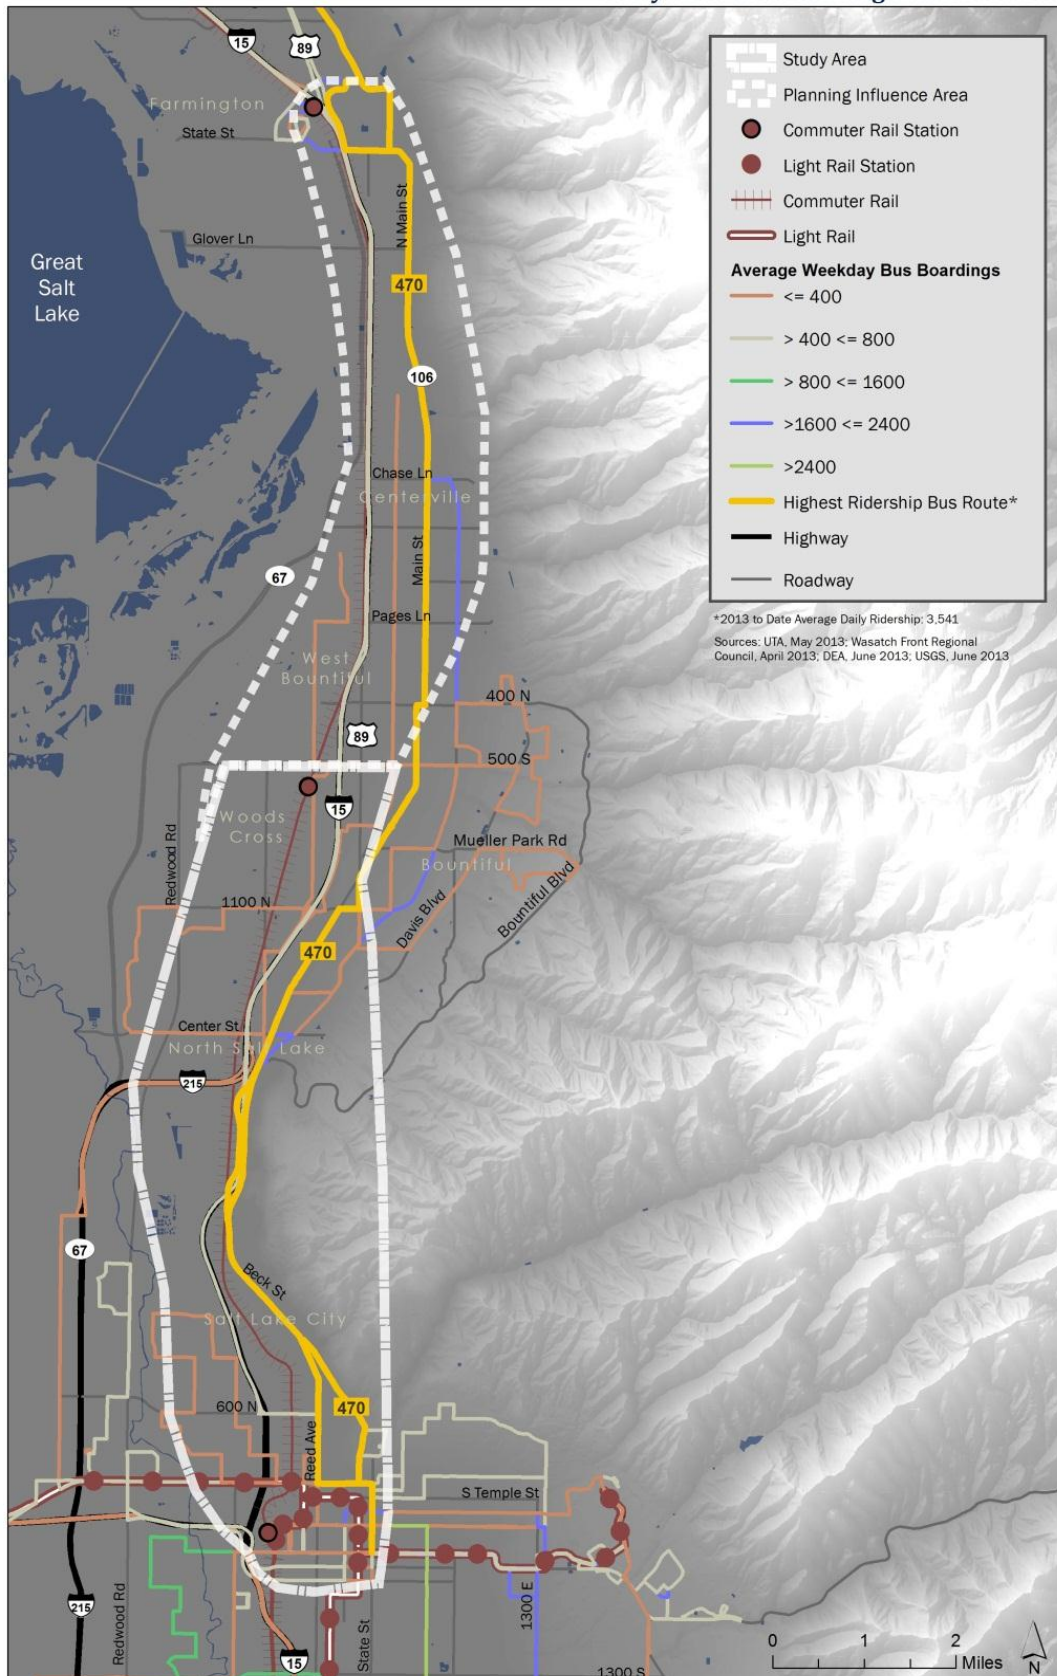 Study Area
Planning Influence Area
Commuter Rail Station
Light Rail Station
Commuter Rail
Light Rail
Average Weekday Bus Boardings
<= 400
> 400 <= 800
> 800 <= 1600
>1600 <= 2400
>2400
Highest Ridership Bus Route*
Highway
Roadway
*2013 to Date Average Daily Ridership: 3,541
Sources: UTA, May 2013; Wasatch Front Regional
Council, April 2013; DEA, June 2013; USGS, June 2013
15
89
Farmington
State St
N Main St
Glover Ln
Great
Salt
Lake
470
106
Chase Ln
Centerville
Main St
67
Pages Ln
West
Bountiful
400 N
89
500 S
15
Woods
Cross
Redwood Rd
Mueller Park Rd
Bountiful
1100 N
Davis Blvd
Bountiful Blvd
470
Center St
North Salt Lake
215
67
Beck St
Salt Lake City
600 N
470
Reed Ave
S Temple St
1300 E
215
Redwood Rd
State St
15
1300 S
0 1 2
Miles
N